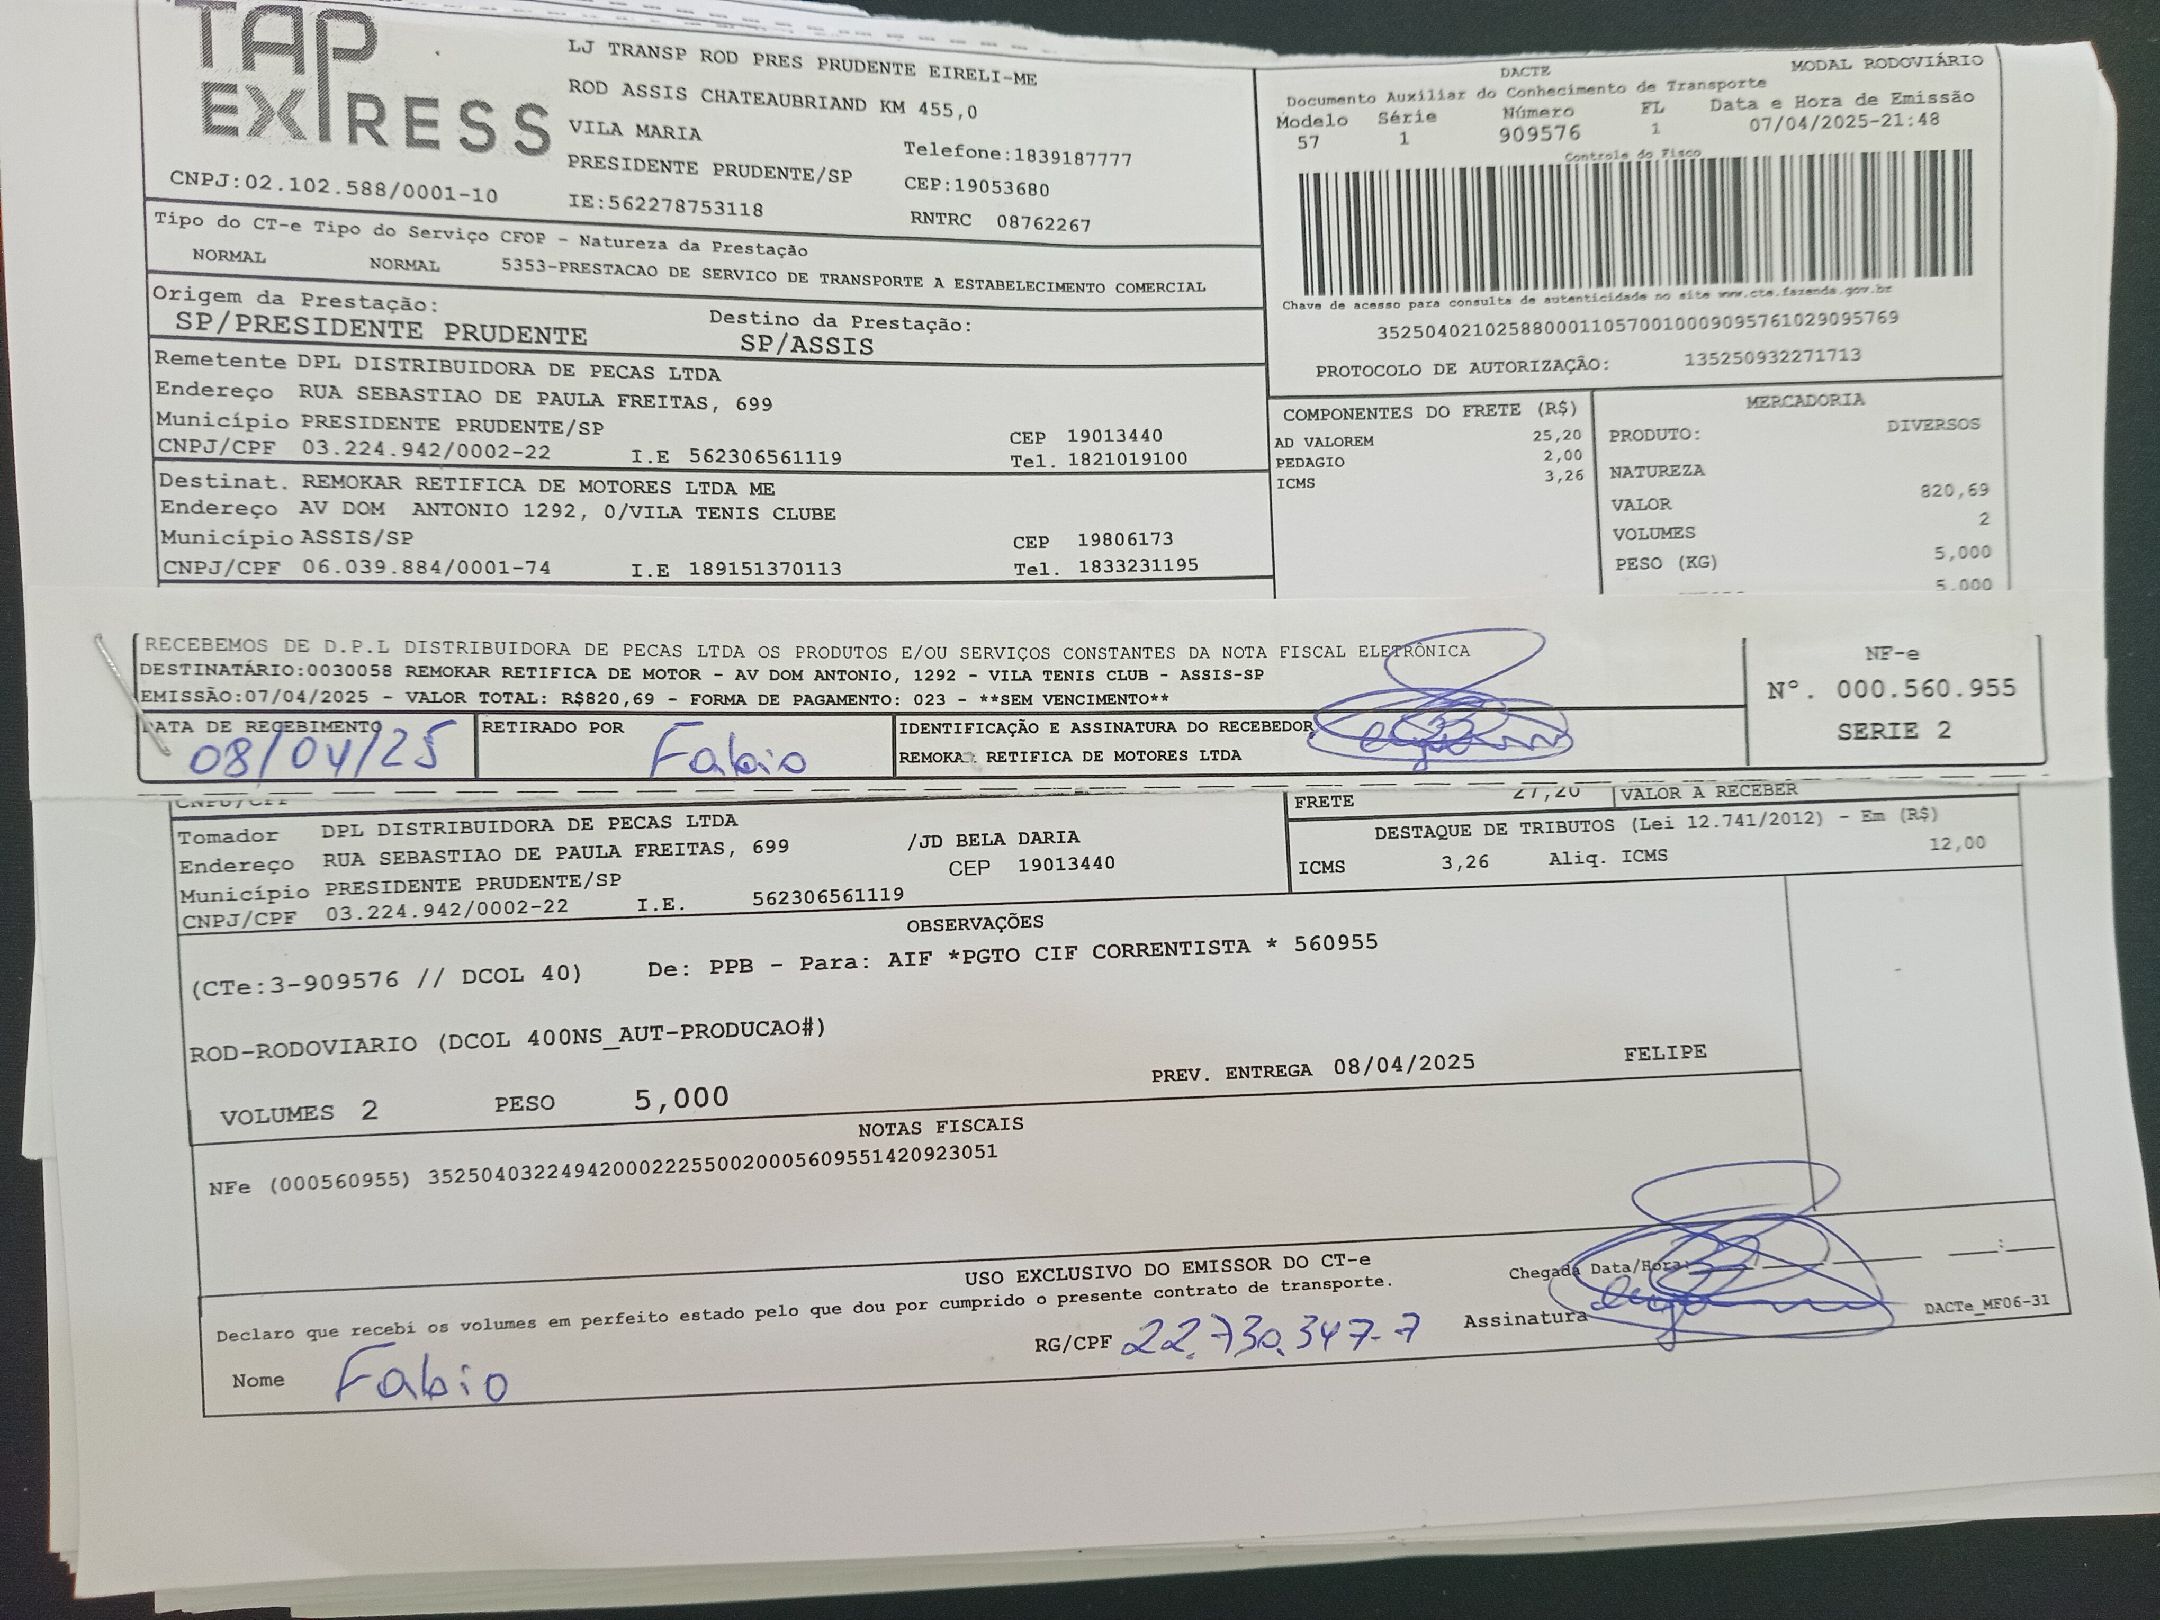 TAP
EXPRESS
CNPJ:02.102.588/0001-10
LJ TRANSP ROD PRES PRUDENTE EIRELI-ME
ROD ASSIS CHATEAUBRIAND KM 455,0
VILA MARIA
Telefone:1839187777
PRESIDENTE PRUDENTE/SP
CEP:19053680
IE:562278753118
RNTRC 08762267
DACTE
MODAL RODOVIÁRIO
Documento Auxiliar do Conhecimento de Transporte
Modelo Série Número FL Data e Hora de Emissão
57 1 909576 1 07/04/2025-21:48
Controle do Fisco
Chave de acesso para consulta de autenticidade no site www.cte.fazenda.gov.br
35250402102588000110570010009095761029095769
PROTOCOLO DE AUTORIZAÇÃO: 135250932271713
Tipo do CT-e Tipo do Serviço CFOP - Natureza da Prestação
NORMAL NORMAL 5353-PRESTACAO DE SERVICO DE TRANSPORTE A ESTABELECIMENTO COMERCIAL
Origem da Prestação: Destino da Prestação:
SP/PRESIDENTE PRUDENTE SP/ASSIS
Remetente DPL DISTRIBUIDORA DE PECAS LTDA
Endereço RUA SEBASTIAO DE PAULA FREITAS, 699
Município PRESIDENTE PRUDENTE/SP CEP 19013440
CNPJ/CPF 03.224.942/0002-22 I.E 562306561119 Tel. 1821019100
Destinat. REMOKAR RETIFICA DE MOTORES LTDA ME
Endereço AV DOM ANTONIO 1292, 0/VILA TENIS CLUBE
Município ASSIS/SP CEP 19806173
CNPJ/CPF 06.039.884/0001-74 I.E 189151370113 Tel. 1833231195
COMPONENTES DO FRETE (R$)
AD VALOREM 25,20
PEDAGIO 2,00
ICMS 3,26
MERCADORIA
PRODUTO: DIVERSOS
NATUREZA
VALOR 820,69
VOLUMES 2
PESO (KG) 5,000
5,000
RECEBEMOS DE D.P.L DISTRIBUIDORA DE PECAS LTDA OS PRODUTOS E/OU SERVIÇOS CONSTANTES DA NOTA FISCAL ELETRÔNICA
DESTINATÁRIO:0030058 REMOKAR RETIFICA DE MOTOR - AV DOM ANTONIO, 1292 - VILA TENIS CLUB - ASSIS-SP
EMISSÃO:07/04/2025 - VALOR TOTAL: R$820,69 - FORMA DE PAGAMENTO: 023 - **SEM VENCIMENTO**
NF-e
Nº. 000.560.955
SERIE 2
DATA DE RECEBIMENTO
08/04/25
RETIRADO POR
Fabio
IDENTIFICAÇÃO E ASSINATURA DO RECEBEDOR
REMOKA. RETIFICA DE MOTORES LTDA
CNPJ/CPF
FRETE 27,20 VALOR A RECEBER
Tomador DPL DISTRIBUIDORA DE PECAS LTDA
Endereço RUA SEBASTIAO DE PAULA FREITAS, 699 /JD BELA DARIA
Município PRESIDENTE PRUDENTE/SP CEP 19013440
CNPJ/CPF 03.224.942/0002-22 I.E. 562306561119
DESTAQUE DE TRIBUTOS (Lei 12.741/2012) - Em (R$)
ICMS 3,26 Aliq. ICMS 12,00
OBSERVAÇÕES
(CTe:3-909576 // DCOL 40) De: PPB - Para: AIF *PGTO CIF CORRENTISTA * 560955
ROD-RODOVIARIO (DCOL 400NS_AUT-PRODUCAO#)
VOLUMES 2 PESO 5,000 PREV. ENTREGA 08/04/2025 FELIPE
NOTAS FISCAIS
NFe (000560955) 35250403224942000222550020005609551420923051
USO EXCLUSIVO DO EMISSOR DO CT-e
Declaro que recebi os volumes em perfeito estado pelo que dou por cumprido o presente contrato de transporte.
Chegada Data/Hora:
Nome Fabio RG/CPF 22.730.347-7 Assinatura
DACTe_MF06-31